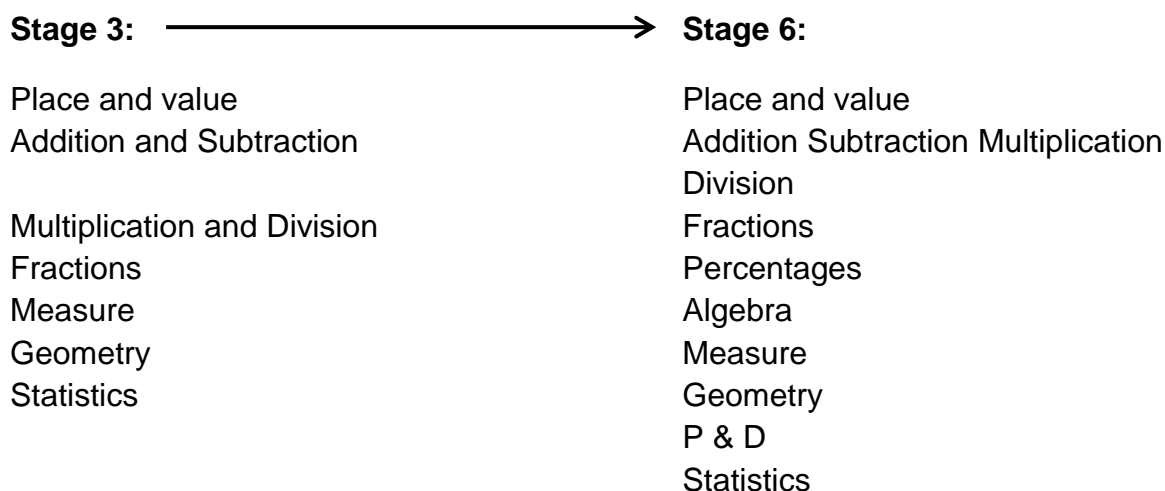 Stage 3:
Place and value
Addition and Subtraction
Multiplication and Division
Fractions
Measure
Geometry
Statistics
Stage 6:
Place and value
Addition Subtraction Multiplication
Division
Fractions
Percentages
Algebra
Measure
Geometry
P & D
Statistics